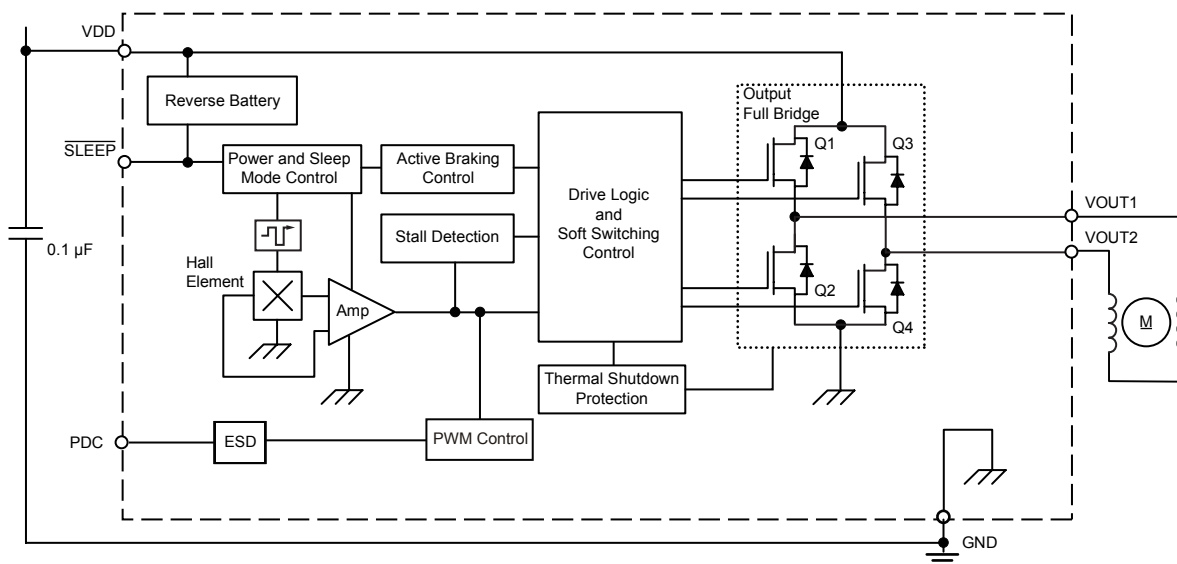 VDD
Reverse Battery
SLEEP
Power and Sleep
Mode Control
Active Braking
Control
Stall Detection
Drive Logic
and
Soft Switching
Control
Output
Full Bridge
Q1
Q3
Q2
Q4
VOUT1
VOUT2
M
0.1 µF
Hall
Element
Amp
Thermal Shutdown
Protection
PDC
ESD
PWM Control
GND